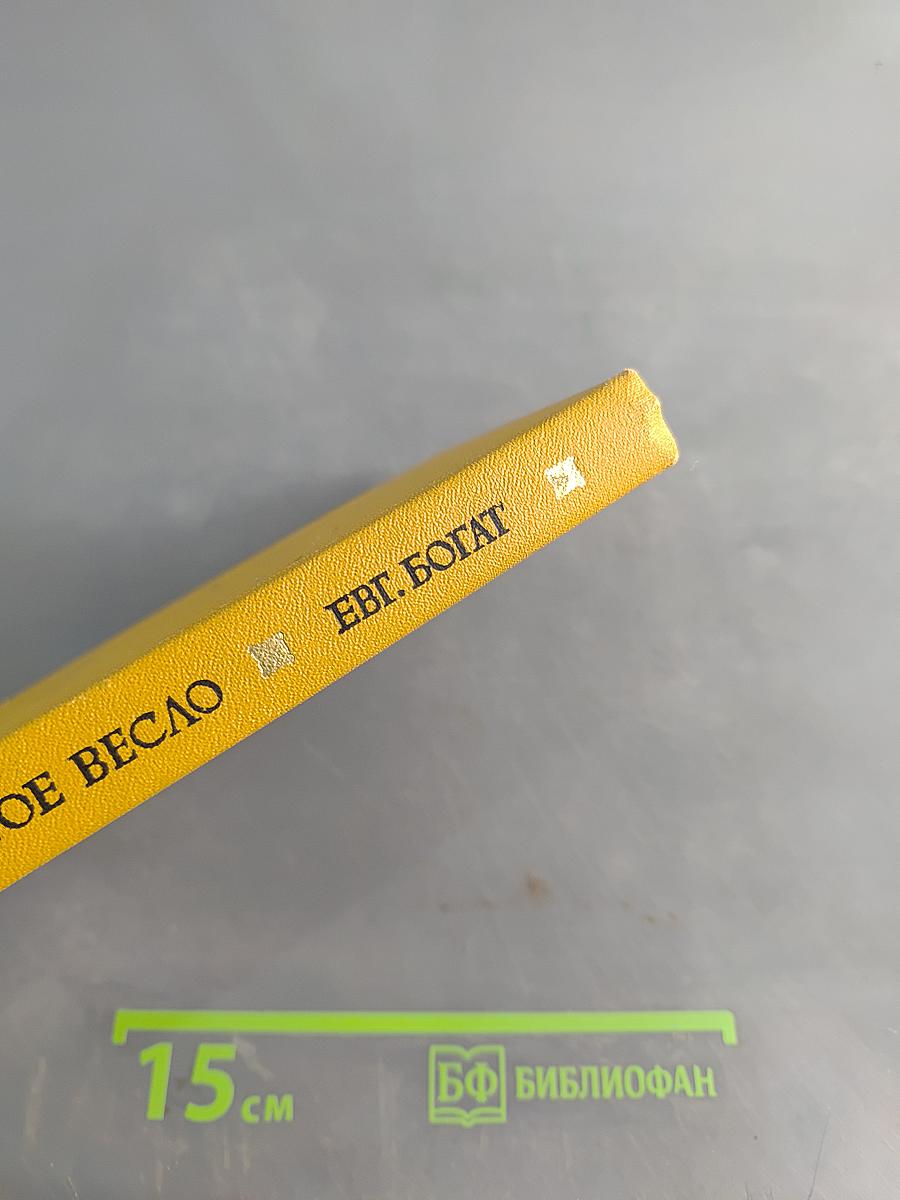 ЕВГ. БОГАТ
ОЕ ВЕСЛО
15 см
БФ БИБЛИОФАН